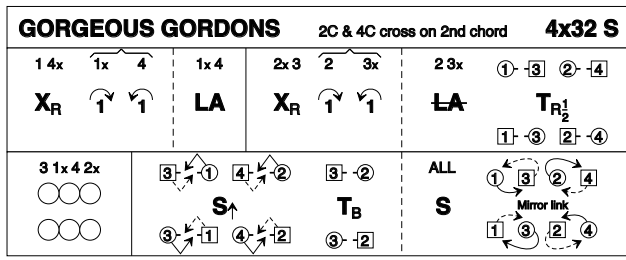 GORGEOUS GORDONS 2C & 4C cross on 2nd chord 4x32 S
1 4x 1x 4 1x 4 2x 3 2 3x 2 3x 1 3 2 4
XR 1 1 LA XR 1 1 LA TR½
1 3 2 4
3 1x 4 2x 3 1 4 2 3 2 ALL 1 3 2 4
S TB S Mirror link
3 1 4 2 3 2 1 3 2 4